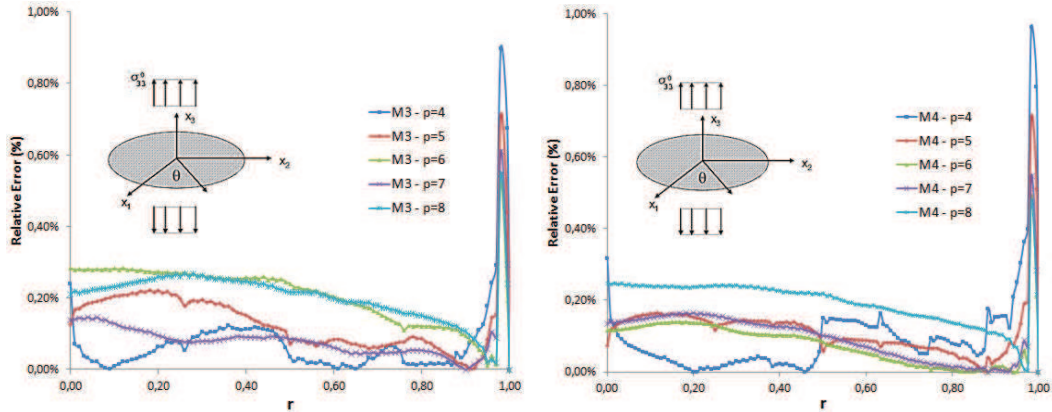 1,00%
0,80%
0,60%
0,40%
0,20%
0,00%
Relative Error (%)
0,00 0,20 0,40 0,60 0,80 1,00
r
σ⁰₃₃
x₃
x₂
x₁
θ
M3 - p=4
M3 - p=5
M3 - p=6
M3 - p=7
M3 - p=8
1,00%
0,80%
0,60%
0,40%
0,20%
0,00%
Relative Error (%)
0,00 0,20 0,40 0,60 0,80 1,00
r
σ⁰₃₃
x₃
x₂
x₁
θ
M4 - p=4
M4 - p=5
M4 - p=6
M4 - p=7
M4 - p=8